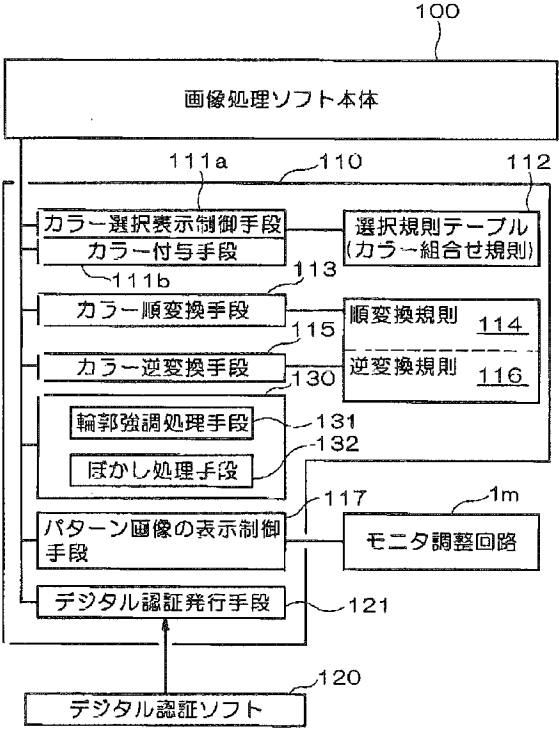 100
画像処理ソフト本体
111a
110
112
カラー選択表示制御手段
選択規則テーブル
(カラー組合せ規則)
カラー付与手段
111b
113
カラー順変換手段
順変換規則
114
115
カラー逆変換手段
逆変換規則
116
130
輪郭強調処理手段
131
ぼかし処理手段
132
117
1m
パターン画像の表示制御
手段
モニタ調整回路
デジタル認証発行手段
121
120
デジタル認証ソフト